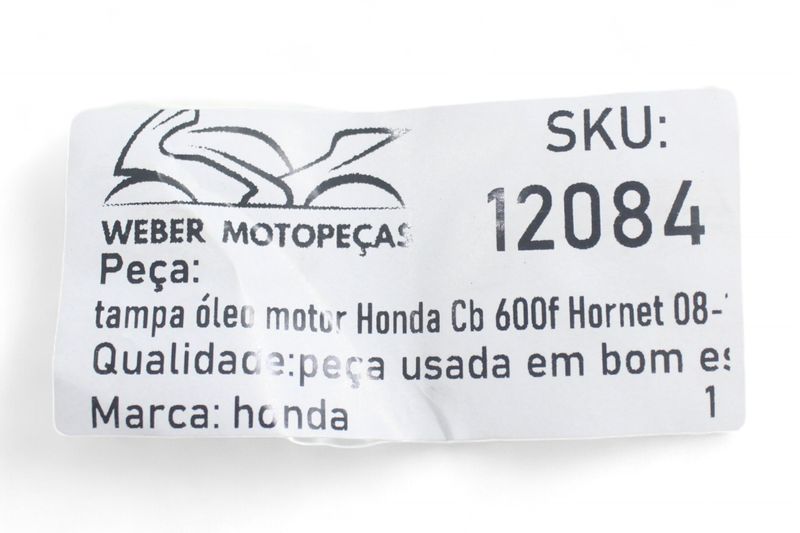 SKU:
12084
WEBER MOTOPEÇAS
Peça:
tampa óleo motor Honda Cb 600f Hornet 08-
Qualidade:peça usada em bom es
Marca: honda
1